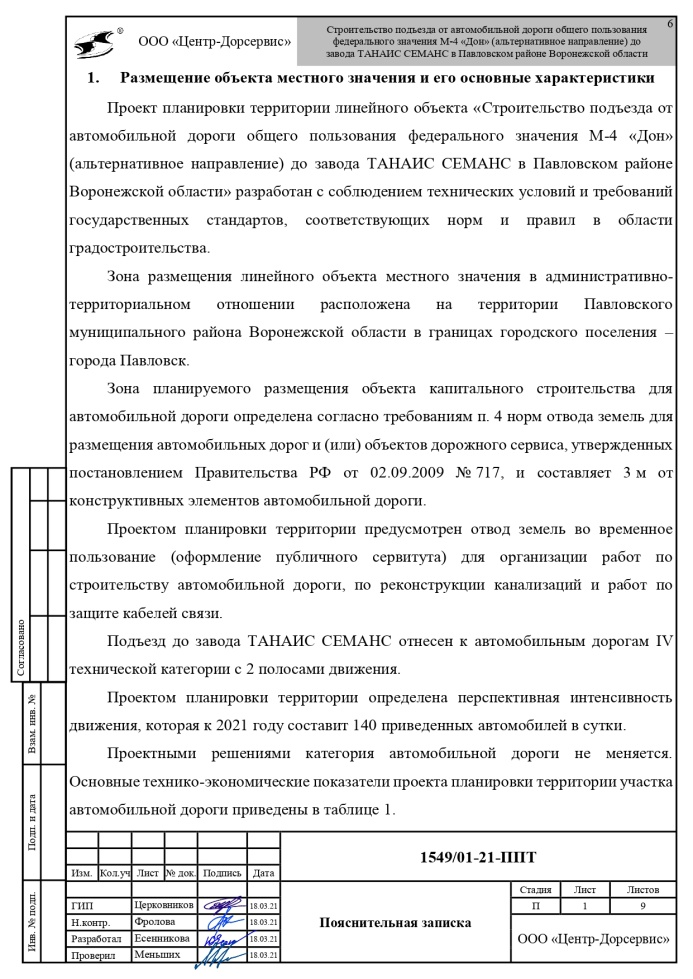 6
ООО «Центр-Дорсервис»
Строительство подъезда от автомобильной дороги общего пользования
федерального значения М-4 «Дон» (альтернативное направление) до
завода ТАНАИС СЕМАНС в Павловском районе Воронежской области
1. Размещение объекта местного значения и его основные характеристики
Проект планировки территории линейного объекта «Строительство подъезда от
автомобильной дороги общего пользования федерального значения М-4 «Дон»
(альтернативное направление) до завода ТАНАИС СЕМАНС в Павловском районе
Воронежской области» разработан с соблюдением технических условий и требований
государственных стандартов, соответствующих норм и правил в области
градостроительства.
Зона размещения линейного объекта местного значения в административно-
территориальном отношении расположена на территории Павловского
муниципального района Воронежской области в границах городского поселения –
города Павловск.
Зона планируемого размещения объекта капитального строительства для
автомобильной дороги определена согласно требованиям п. 4 норм отвода земель для
размещения автомобильных дорог и (или) объектов дорожного сервиса, утвержденных
постановлением Правительства РФ от 02.09.2009 № 717, и составляет 3 м от
конструктивных элементов автомобильной дороги.
Проектом планировки территории предусмотрен отвод земель во временное
пользование (оформление публичного сервитута) для организации работ по
строительству автомобильной дороги, по реконструкции канализаций и работ по
защите кабелей связи.
Подъезд до завода ТАНАИС СЕМАНС отнесен к автомобильным дорогам IV
технической категории с 2 полосами движения.
Проектом планировки территории определена перспективная интенсивность
движения, которая к 2021 году составит 140 приведенных автомобилей в сутки.
Проектными решениями категория автомобильной дороги не меняется.
Основные технико-экономические показатели проекта планировки территории участка
автомобильной дороги приведены в таблице 1.
Согласовано
Взам. инв. №
Подп. и дата
Инв. № подп.
1549/01-21-ППТ
Изм. Кол.уч Лист № док. Подпись Дата
ГИП Церковников 18.03.21
Н.контр. Фролова 18.03.21
Разработал Есенникова 18.03.21
Проверил Меньших 18.03.21
Пояснительная записка
Стадия Лист Листов
П 1 9
ООО «Центр-Дорсервис»